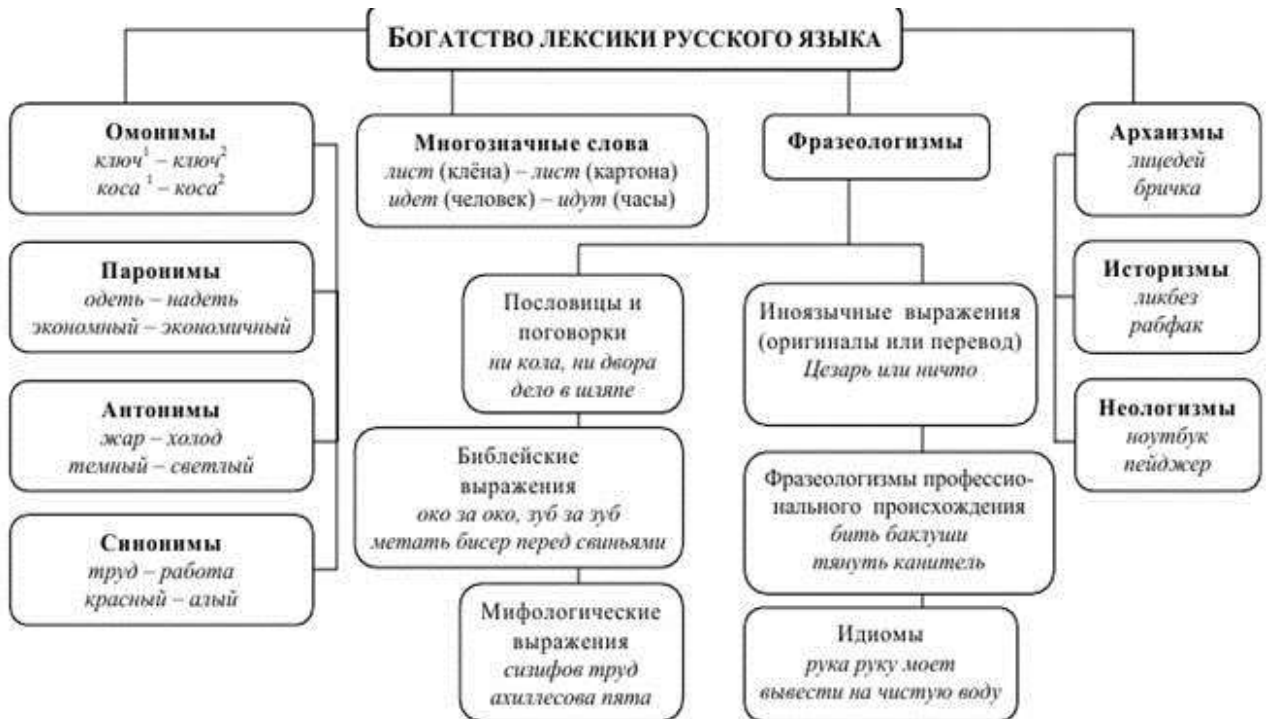 БОГАТСТВО ЛЕКСИКИ РУССКОГО ЯЗЫКА
Омонимы
ключ¹ – ключ²
коса ¹ – коса²
Паронимы
одеть – надеть
экономный – экономичный
Антонимы
жар – холод
темный – светлый
Синонимы
труд – работа
красный – алый
Многозначные слова
лист (клёна) – лист (картона)
идет (человек) – идут (часы)
Фразеологизмы
Пословицы и
поговорки
ни кола, ни двора
дело в шляпе
Библейские
выражения
око за око, зуб за зуб
метать бисер перед свиньями
Мифологические
выражения
сизифов труд
ахиллесова пята
Иноязычные выражения
(оригиналы или перевод)
Цезарь или ничто
Фразеологизмы профессио-
нального происхождения
бить баклуши
тянуть канитель
Идиомы
рука руку моет
вывести на чистую воду
Архаизмы
лицедей
бричка
Историзмы
ликбез
рабфак
Неологизмы
ноутбук
пейджер